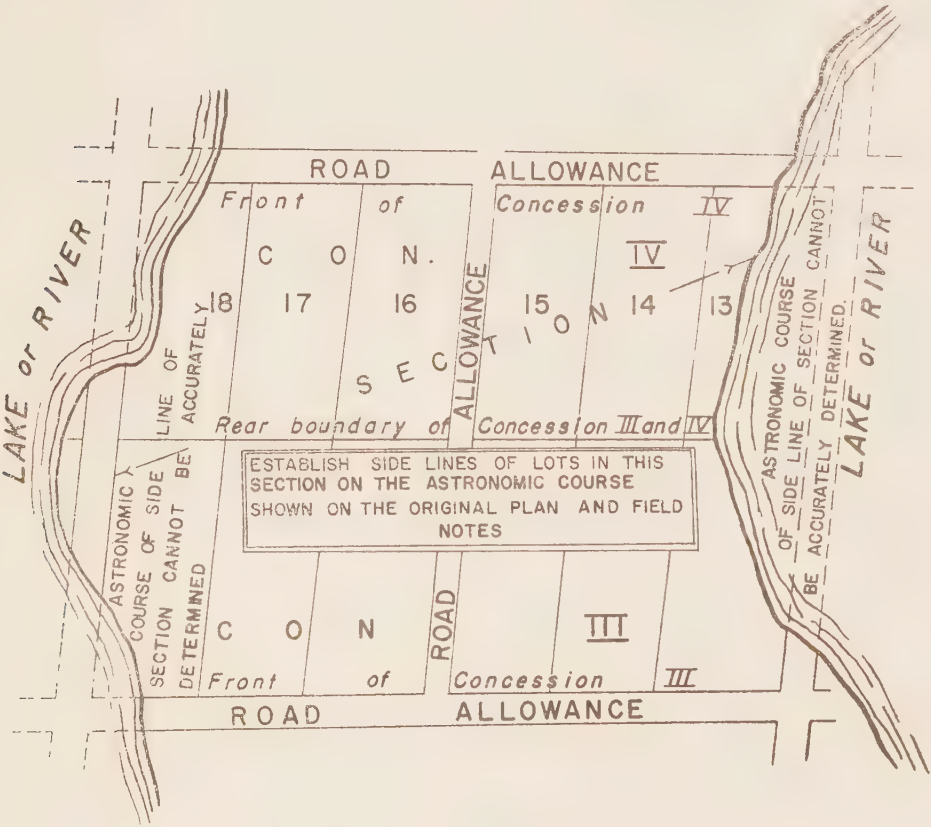 ROAD ALLOWANCE
Front of Concession IV
C O N. IV
18 17 16 15 14 13
SECTION
ALLOWANCE
Rear boundary of Concession III and IV
ESTABLISH SIDE LINES OF LOTS IN THIS
SECTION ON THE ASTRONOMIC COURSE
SHOWN ON THE ORIGINAL PLAN AND FIELD
NOTES
ROAD
C O N III
Front of Concession III
ROAD ALLOWANCE
LAKE or RIVER
ASTRONOMIC
COURSE OF SIDE LINE OF
SECTION CANNOT BE ACCURATELY
DETERMINED
ASTRONOMIC COURSE
OF SIDE LINE OF SECTION CANNOT
BE ACCURATELY DETERMINED
LAKE or RIVER